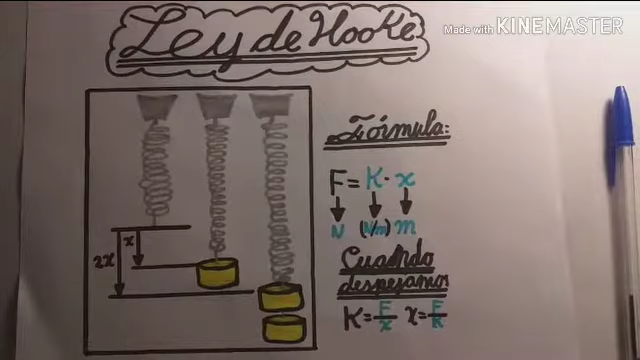 Ley de Hooke
Made with KINEMASTER
x
2x
Fórmula:
F = K · x
N (N/m) m
Cuando
despejamos
K = F/x x = F/K